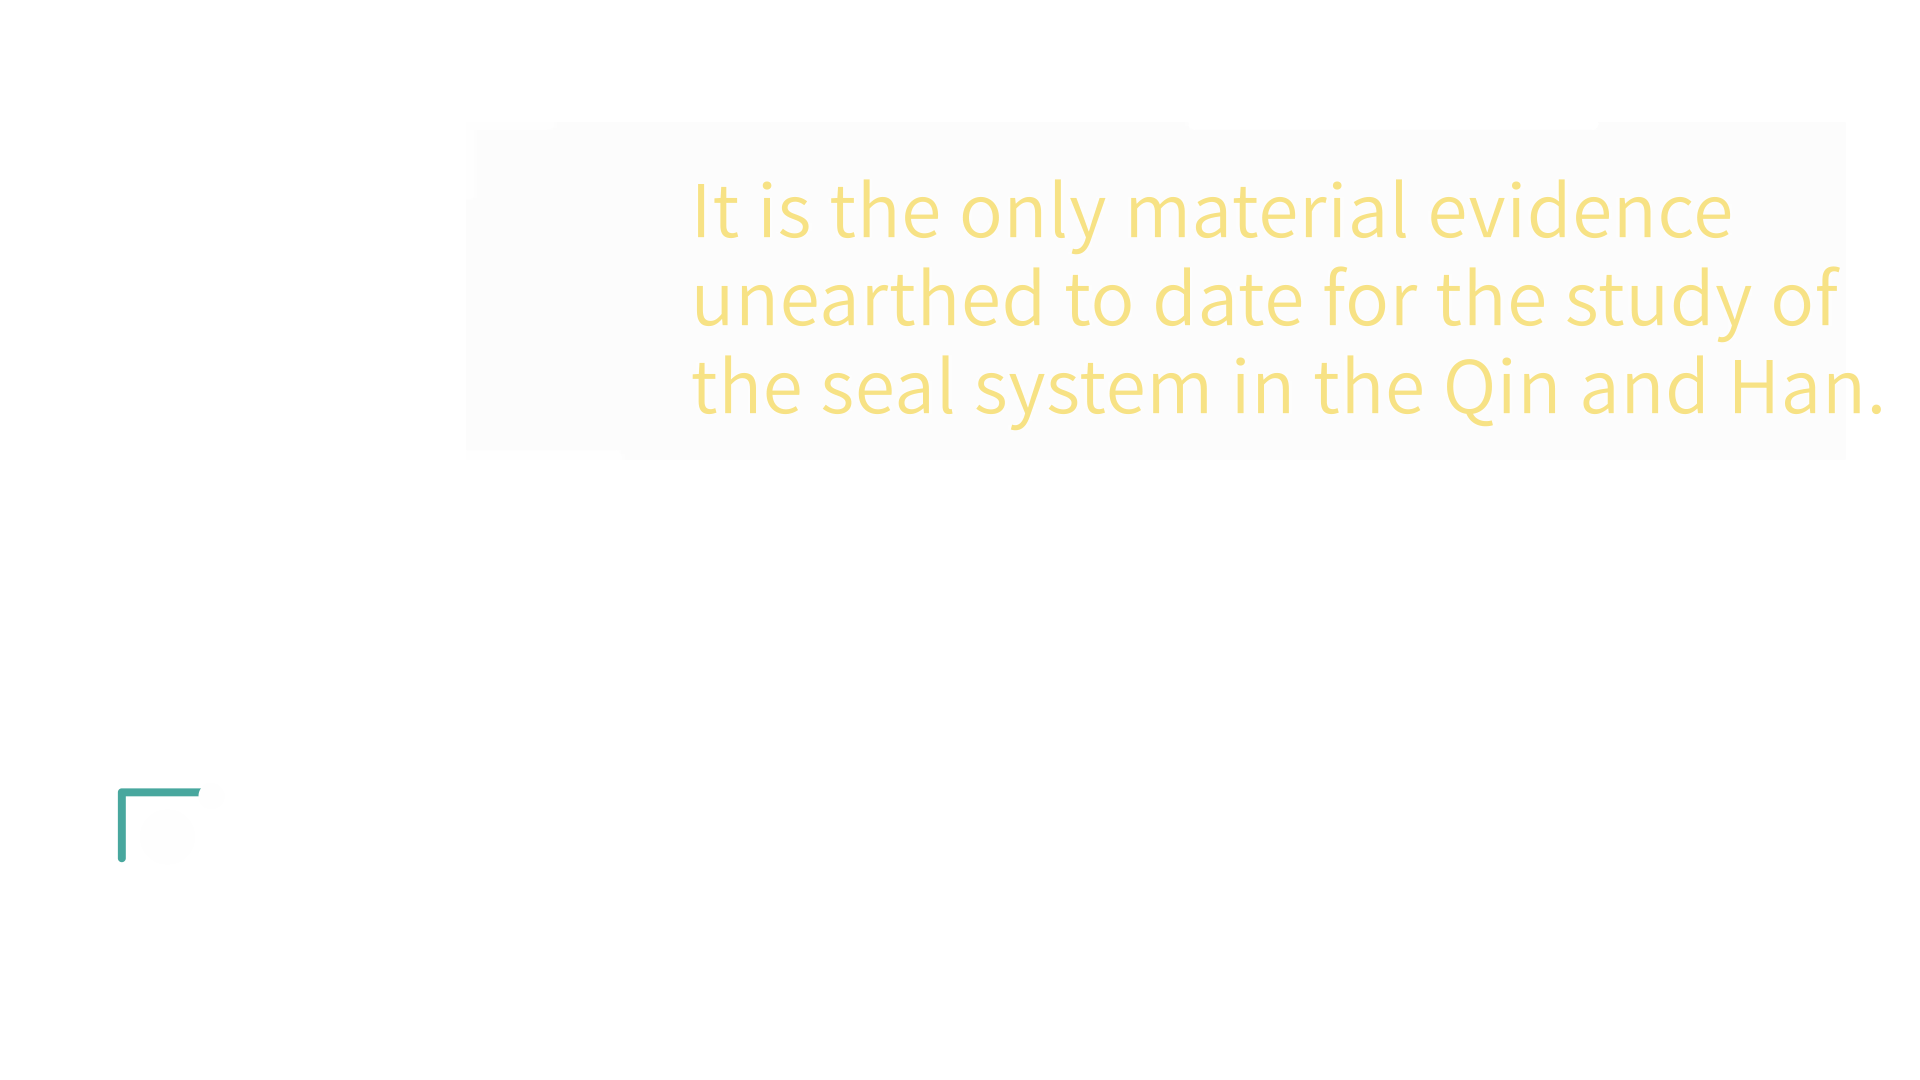 It is the only material evidence
unearthed to date for the study of
the seal system in the Qin and Han.